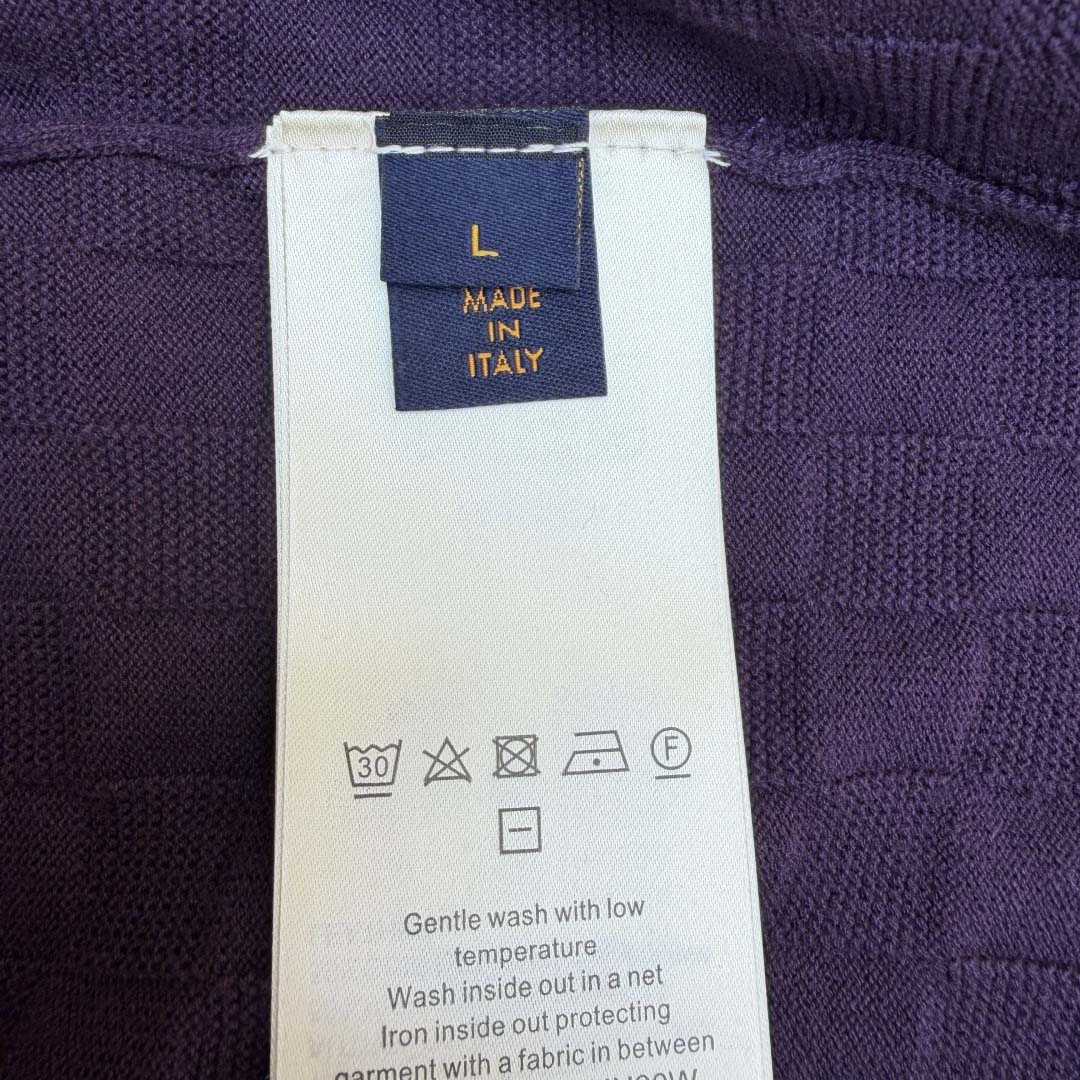 L
MADE
IN
ITALY
30
F
Gentle wash with low
temperature
Wash inside out in a net
Iron inside out protecting
garment with a fabric in between